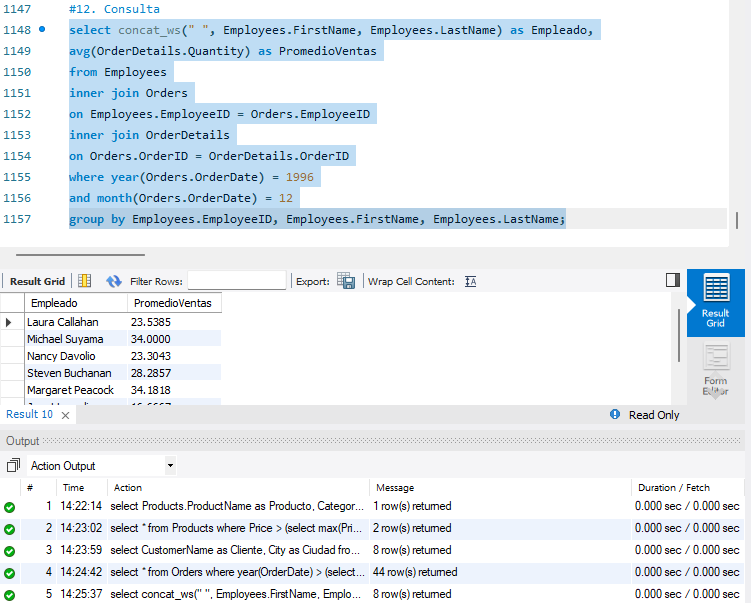 1147 #12. Consulta
1148 select concat_ws(" ", Employees.FirstName, Employees.LastName) as Empleado,
1149 avg(OrderDetails.Quantity) as PromedioVentas
1150 from Employees
1151 inner join Orders
1152 on Employees.EmployeeID = Orders.EmployeeID
1153 inner join OrderDetails
1154 on Orders.OrderID = OrderDetails.OrderID
1155 where year(Orders.OrderDate) = 1996
1156 and month(Orders.OrderDate) = 12
1157 group by Employees.EmployeeID, Employees.FirstName, Employees.LastName;
Result Grid Filter Rows: Export: Wrap Cell Content:
Empleado PromedioVentas
Laura Callahan 23.5385
Michael Suyama 34.0000
Nancy Davolio 23.3043
Steven Buchanan 28.2857
Margaret Peacock 34.1818
Result
Grid
Form
Editor
Result 10 Read Only
Output
Action Output
# Time Action Message Duration / Fetch
1 14:22:14 select Products.ProductName as Producto, Categor... 1 row(s) returned 0.000 sec / 0.000 sec
2 14:23:02 select * from Products where Price > (select max(Pri... 2 row(s) returned 0.000 sec / 0.000 sec
3 14:23:59 select CustomerName as Cliente, City as Ciudad fro... 8 row(s) returned 0.000 sec / 0.000 sec
4 14:24:42 select * from Orders where year(OrderDate) > (select... 44 row(s) returned 0.000 sec / 0.000 sec
5 14:25:37 select concat_ws(" ", Employees.FirstName, Emplo... 8 row(s) returned 0.000 sec / 0.000 sec